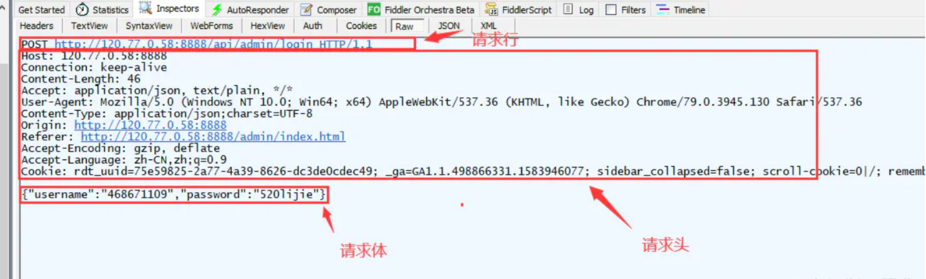 Get Started Statistics Inspectors AutoResponder Composer Fiddler Orchestra Beta FiddlerScript Log Filters Timeline
Headers TextView SyntaxView WebForms HexView Auth Cookies Raw JSON XML
POST http://120.77.0.58:8888/api/admin/login HTTP/1.1
请求行
Host: 120.77.0.58:8888
Connection: keep-alive
Content-Length: 46
Accept: application/json, text/plain, */*
User-Agent: Mozilla/5.0 (Windows NT 10.0; Win64; x64) AppleWebKit/537.36 (KHTML, like Gecko) Chrome/79.0.3945.130 Safari/537.36
Content-Type: application/json;charset=UTF-8
Origin: http://120.77.0.58:8888
Referer: http://120.77.0.58:8888/admin/index.html
Accept-Encoding: gzip, deflate
Accept-Language: zh-CN,zh;q=0.9
Cookie: rdt_uuid=75e59825-2a77-4a39-8626-dc3de0cdec49; _ga=GA1.1.498866331.1583946077; sidebar_collapsed=false; scroll-cookie=0|/; rememb
{"username":"468671109","password":"520lijie"}
请求体
请求头